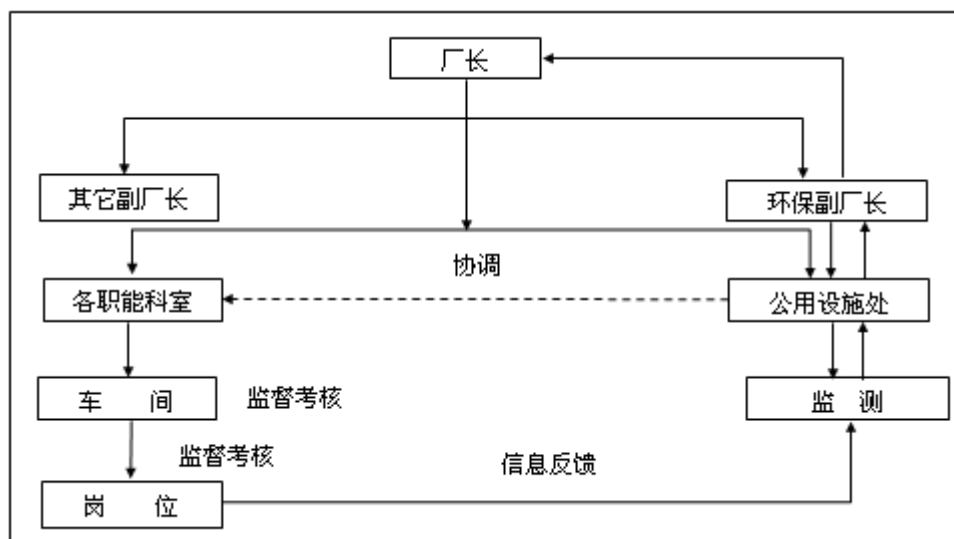 厂长
其它副厂长
环保副厂长
协调
各职能科室
公用设施处
车 间
监督考核
监 测
监督考核
信息反馈
岗 位